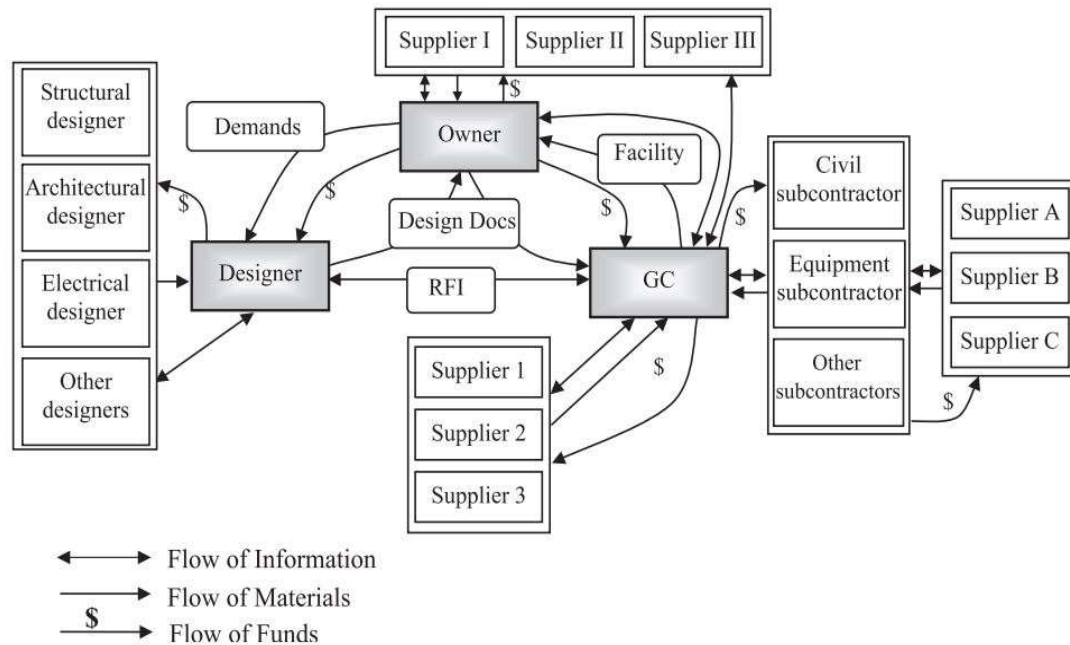 Supplier I
Supplier II
Supplier III
$
Structural
designer
Architectural
designer
Electrical
designer
Other
designers
$
Demands
Owner
Facility
$
$
Design Docs
Designer
RFI
GC
$
Civil
subcontractor
Equipment
subcontractor
Other
subcontractors
Supplier A
Supplier B
Supplier C
$
Supplier 1
Supplier 2
Supplier 3
$
Flow of Information
Flow of Materials
$
Flow of Funds